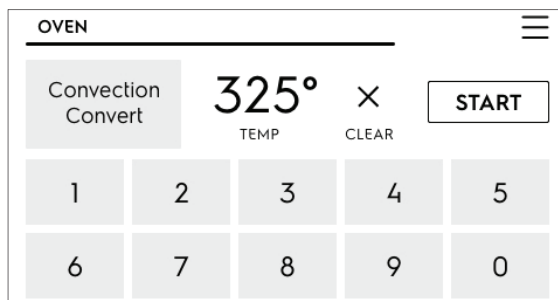 OVEN
Convection
Convert
325°
TEMP
×
CLEAR
START
1 2 3 4 5
6 7 8 9 0